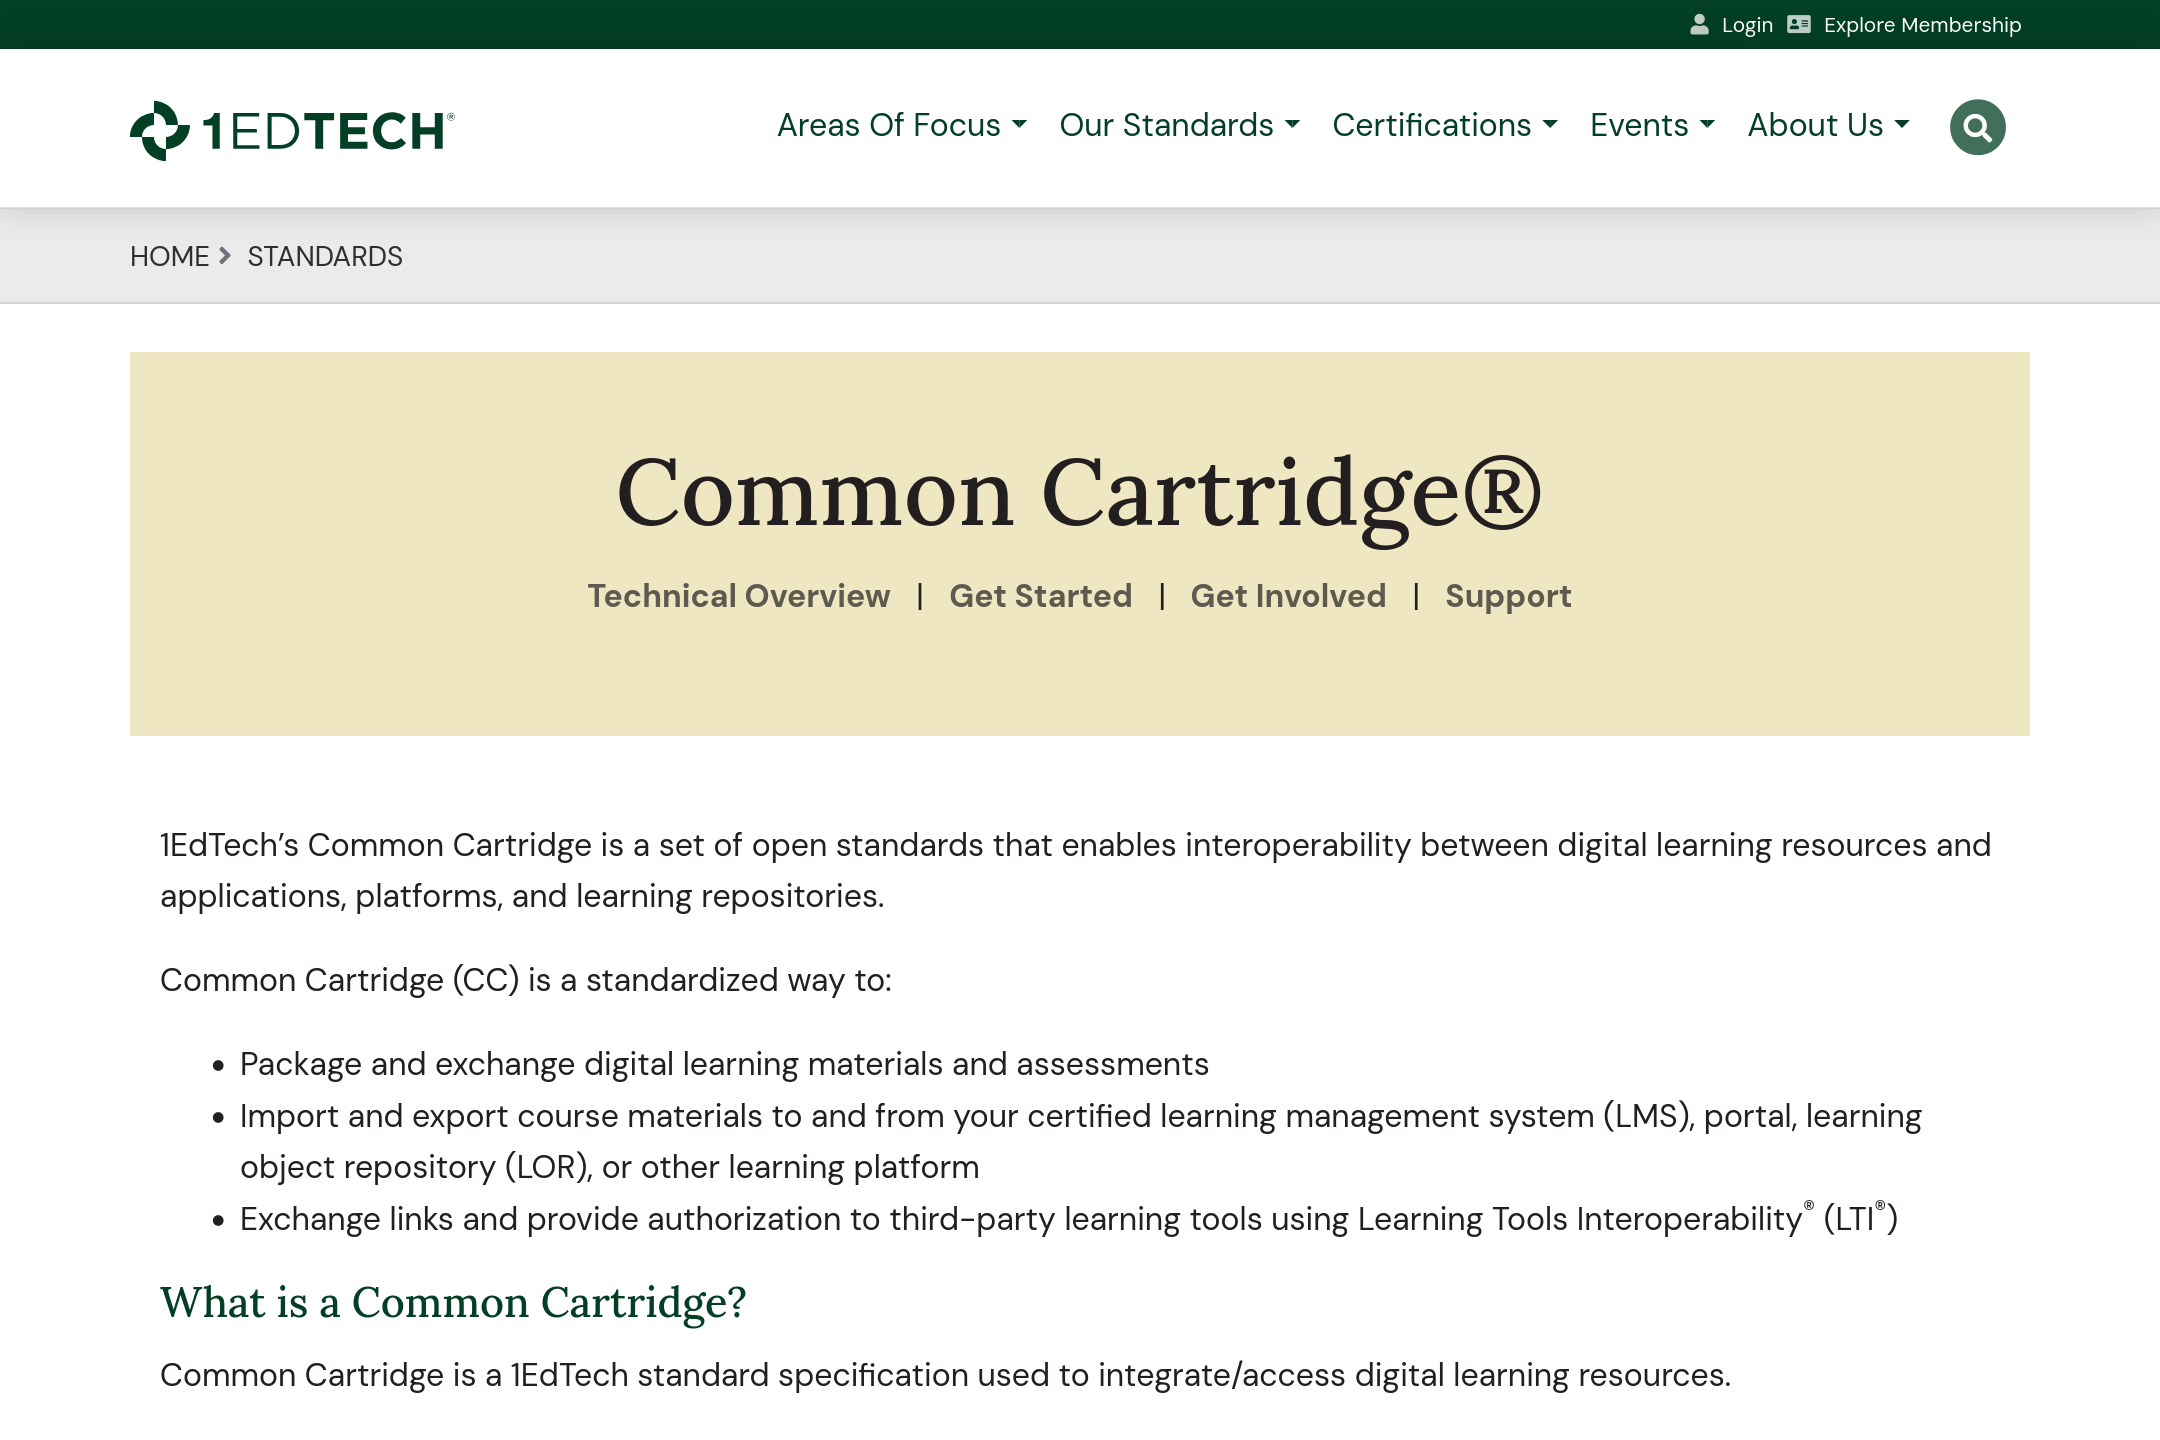 Login Explore Membership
1EDTECH®
Areas Of Focus Our Standards Certifications Events About Us
HOME STANDARDS
Common Cartridge®
Technical Overview | Get Started | Get Involved | Support
1EdTech’s Common Cartridge is a set of open standards that enables interoperability between digital learning resources and
applications, platforms, and learning repositories.
Common Cartridge (CC) is a standardized way to:
• Package and exchange digital learning materials and assessments
• Import and export course materials to and from your certified learning management system (LMS), portal, learning
object repository (LOR), or other learning platform
• Exchange links and provide authorization to third-party learning tools using Learning Tools Interoperability® (LTI®)
What is a Common Cartridge?
Common Cartridge is a 1EdTech standard specification used to integrate/access digital learning resources.